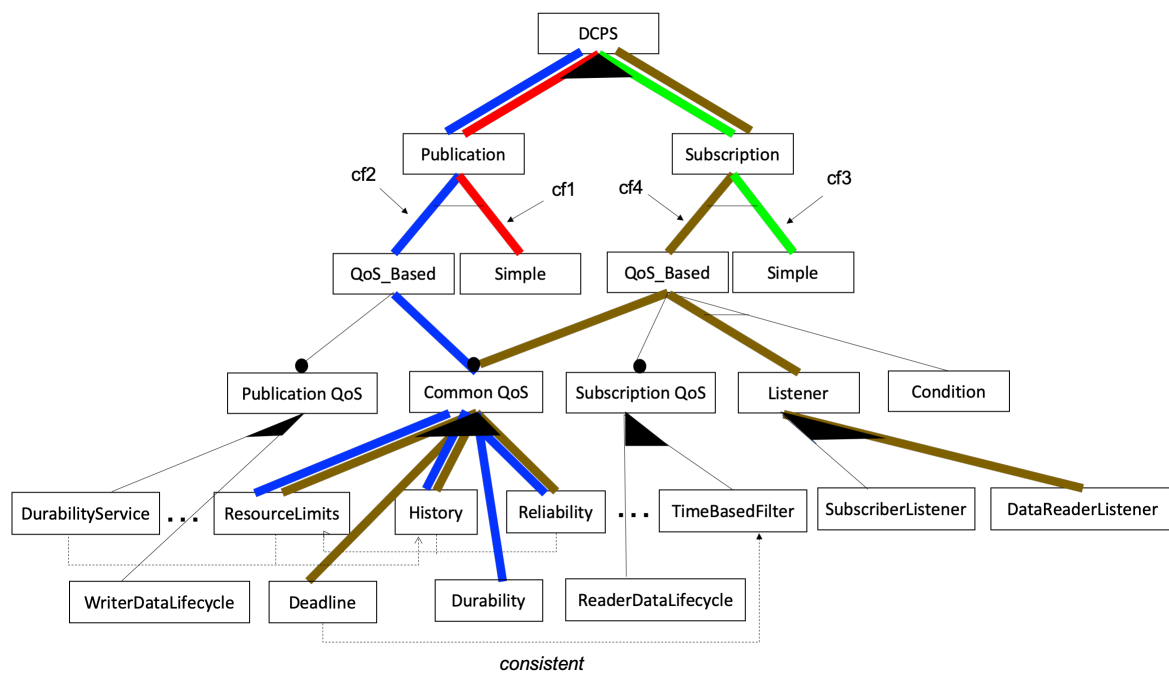 DCPS
Publication
Subscription
cf2
cf1
cf4
cf3
QoS_Based
Simple
QoS_Based
Simple
Publication QoS
Common QoS
Subscription QoS
Listener
Condition
DurabilityService
...
ResourceLimits
History
Reliability
...
TimeBasedFilter
SubscriberListener
DataReaderListener
WriterDataLifecycle
Deadline
Durability
ReaderDataLifecycle
consistent